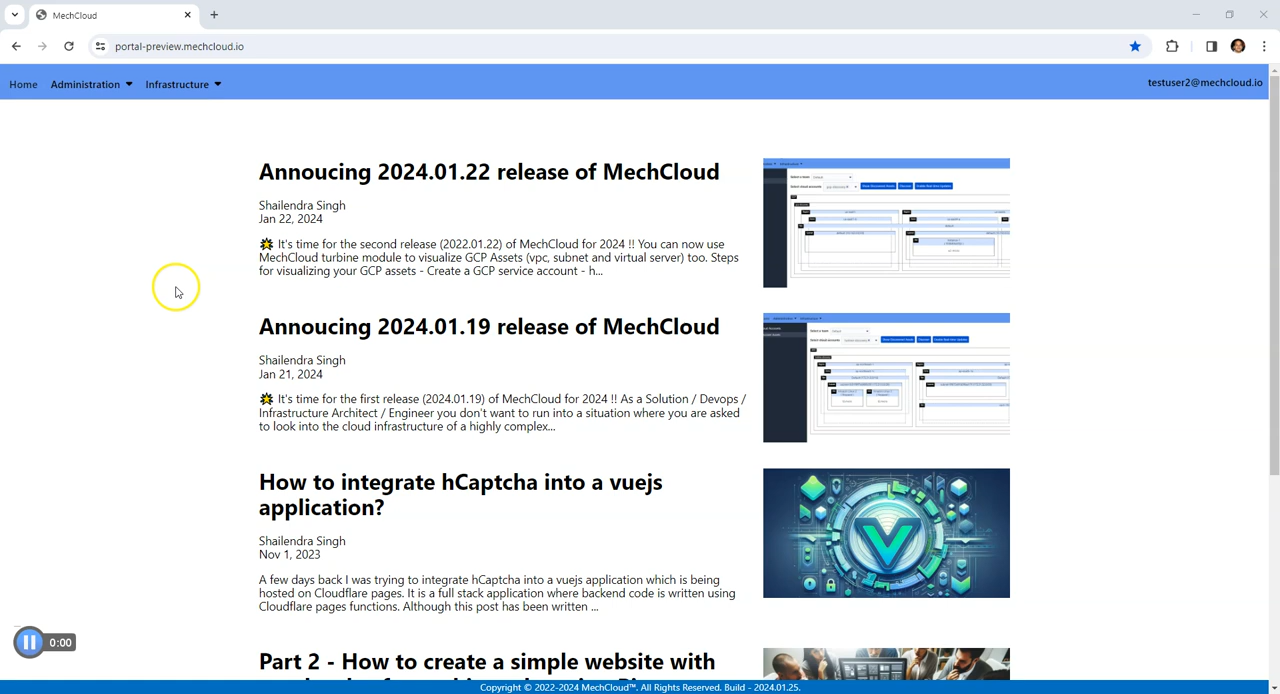 MechCloud
portal-preview.mechcloud.io
Home Administration Infrastructure testuser2@mechcloud.io
Annoucing 2024.01.22 release of MechCloud
Shailendra Singh
Jan 22, 2024
It's time for the second release (2022.01.22) of MechCloud for 2024 !! You can now use
MechCloud turbine module to visualize GCP Assets (vpc, subnet and virtual server) too. Steps
for visualizing your GCP assets - Create a GCP service account - h...
Annoucing 2024.01.19 release of MechCloud
Shailendra Singh
Jan 21, 2024
It's time for the first release (2024.01.19) of MechCloud for 2024 !! As a Solution / Devops /
Infrastructure Architect / Engineer you don't want to run into a situation where you are asked
to look into the cloud infrastructure of a highly complex...
How to integrate hCaptcha into a vuejs
application?
Shailendra Singh
Nov 1, 2023
A few days back I was trying to integrate hCaptcha into a vuejs application which is being
hosted on Cloudflare pages. It is a full stack application where backend code is written using
Cloudflare pages functions. Although this post has been written ...
0:00
Part 2 - How to create a simple website with
Copyright © 2022-2024 MechCloud™. All Rights Reserved. Build - 2024.01.25.